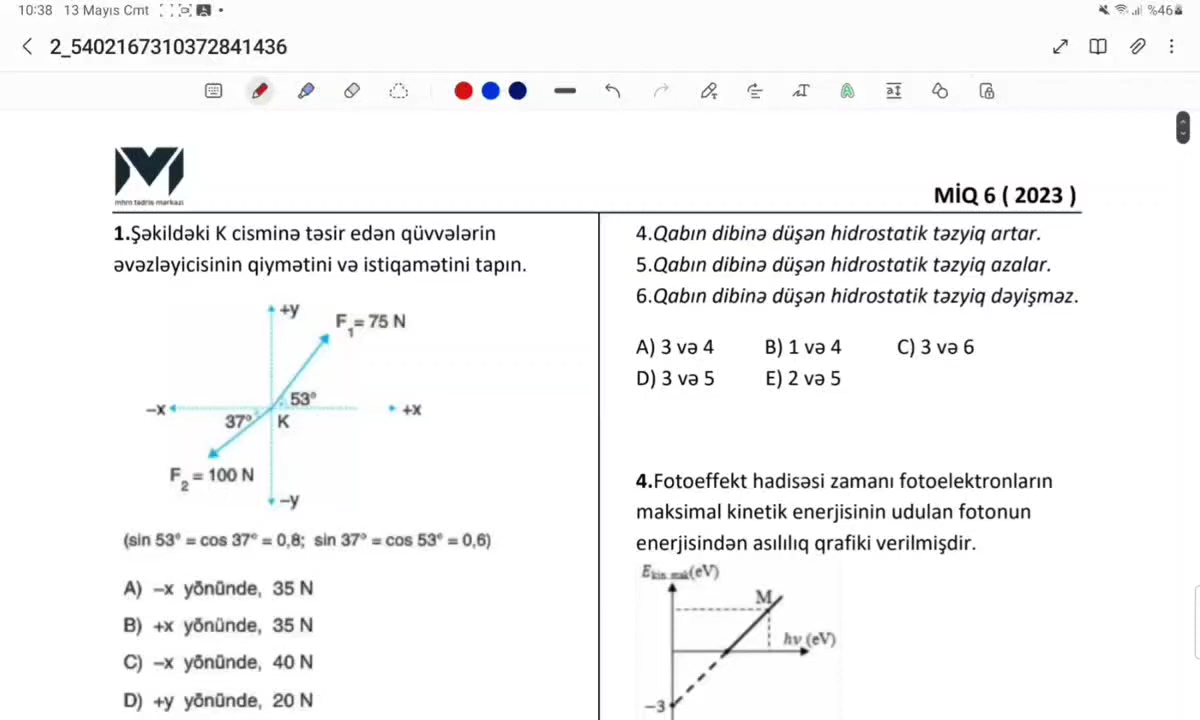 10:38 13 Mayıs Cmt
%46
2_5402167310372841436
mhm tədris mərkəzi
MİQ 6 ( 2023 )
1.Şəkildəki K cisminə təsir edən qüvvələrin
əvəzləyicisinin qiymətini və istiqamətini tapın.
+y
F1= 75 N
53°
−x
+x
37°
K
F2 = 100 N
−y
(sin 53° = cos 37° = 0,8; sin 37° = cos 53° = 0,6)
A) −x yönünde, 35 N
B) +x yönünde, 35 N
C) −x yönünde, 40 N
D) +y yönünde, 20 N
4.Qabın dibinə düşən hidrostatik təzyiq artar.
5.Qabın dibinə düşən hidrostatik təzyiq azalar.
6.Qabın dibinə düşən hidrostatik təzyiq dəyişməz.
A) 3 və 4 B) 1 və 4 C) 3 və 6
D) 3 və 5 E) 2 və 5
4.Fotoeffekt hadisəsi zamanı fotoelektronların
maksimal kinetik enerjisinin udulan fotonun
enerjisindən asılılıq qrafiki verilmişdir.
Ekin mak(eV)
M
hν (eV)
−3